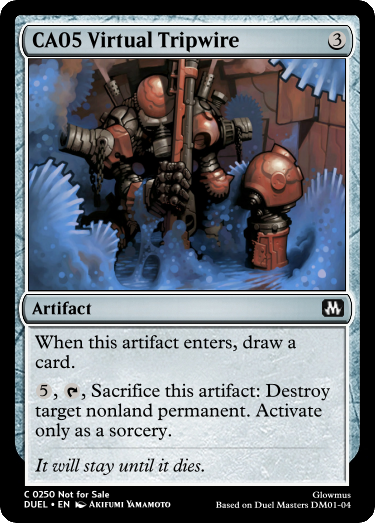 CA05 Virtual Tripwire 3
Artifact
When this artifact enters, draw a
card.
5, Sacrifice this artifact: Destroy
target nonland permanent. Activate
only as a sorcery.
It will stay until it dies.
C 0250 Not for Sale Glowmus
DUEL • EN Akifumi Yamamoto Based on Duel Masters DM01-04